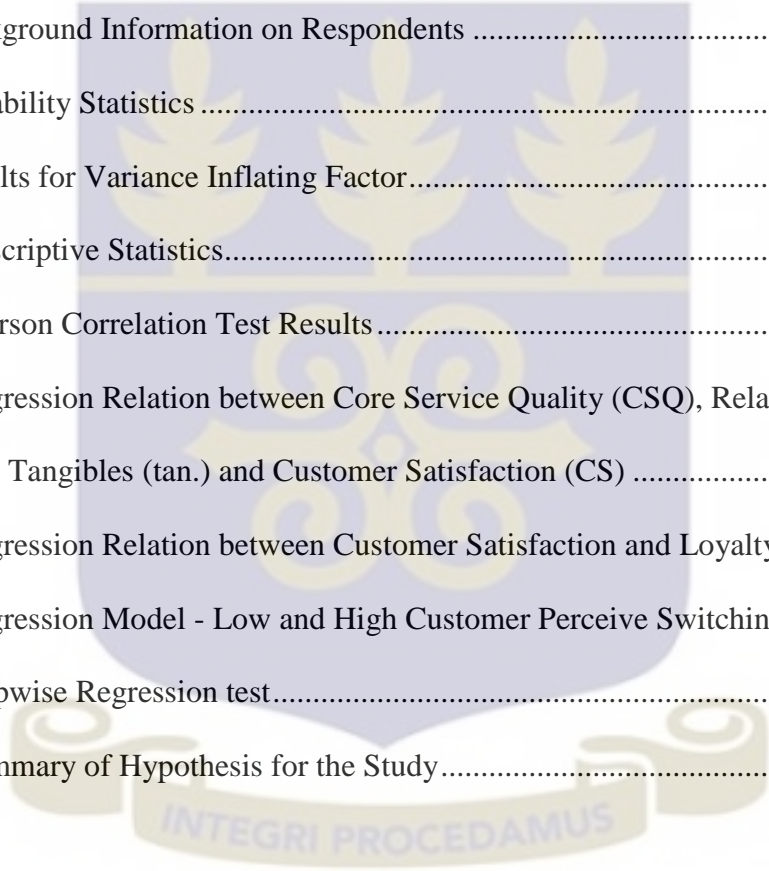 ground Information on Respondents ........................................
ability Statistics ...........................................................................
lts for Variance Inflating Factor................................................
criptive Statistics........................................................................
rson Correlation Test Results ....................................................
gression Relation between Core Service Quality (CSQ), Rela
Tangibles (tan.) and Customer Satisfaction (CS) ....................
gression Relation between Customer Satisfaction and Loyalty
gression Model - Low and High Customer Perceive Switchin
pwise Regression test..................................................................
mmary of Hypothesis for the Study............................................
INTEGRI PROCEDAMUS